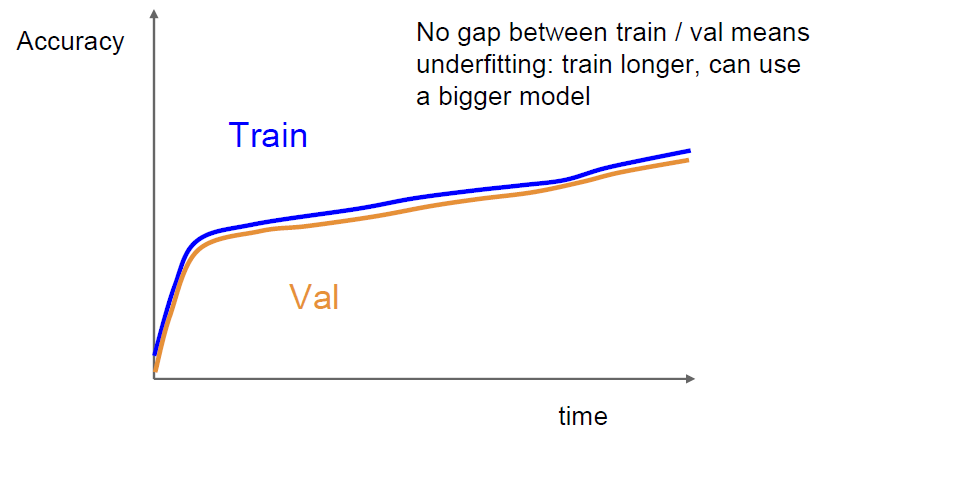 Accuracy
No gap between train / val means
underfitting: train longer, can use
a bigger model
Train
Val
time